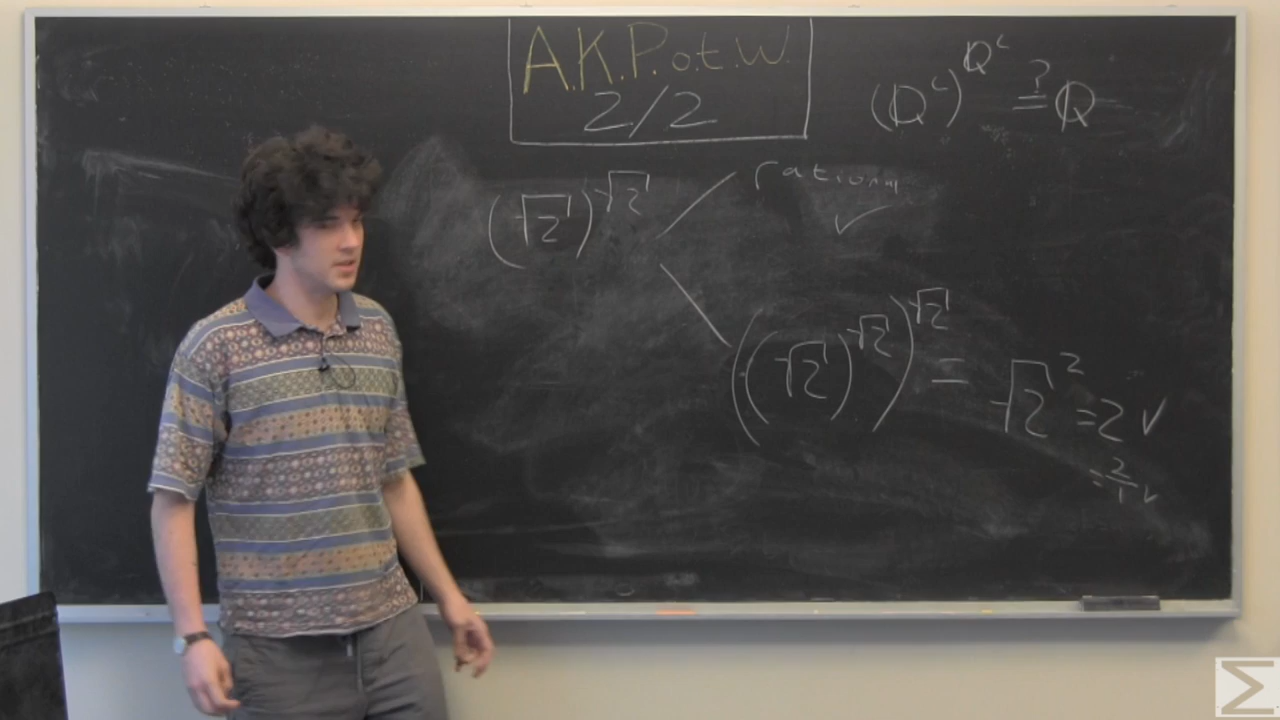 A.K.P.o.t.W.
2/2
(ℚᶜ)^ℚᶜ ?= ℚ
(√2)^√2
rational
✓
((√2)^√2)^√2 = √2² = 2 ✓
= 2/1 ✓
Σ